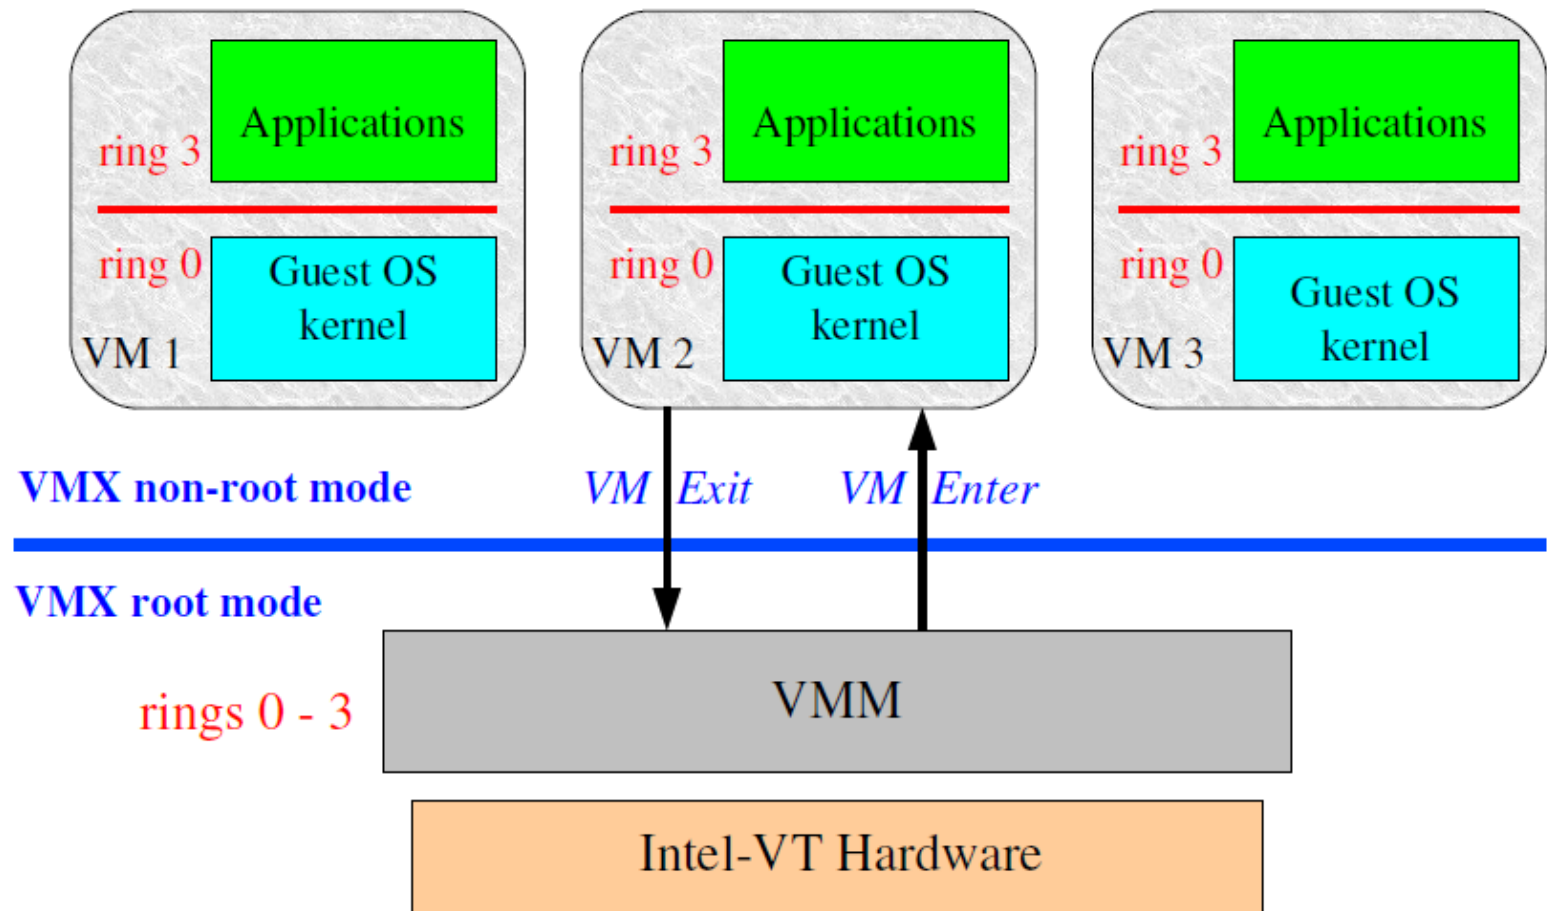 Applications
ring 3
ring 0
Guest OS
kernel
VM 1
Applications
ring 3
ring 0
Guest OS
kernel
VM 2
Applications
ring 3
ring 0
Guest OS
kernel
VM 3
VMX non-root mode
VM Exit
VM Enter
VMX root mode
rings 0 - 3
VMM
Intel-VT Hardware